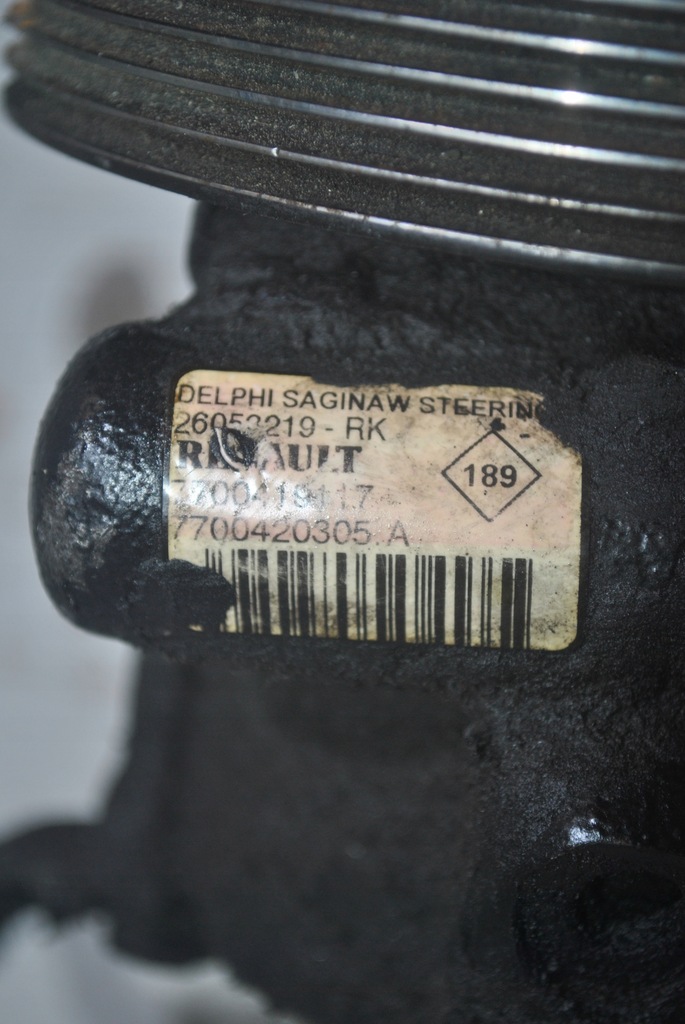 DELPHI SAGINAW STEERING
26053219 - RK
RENAULT
189
7700419117
7700420305 A